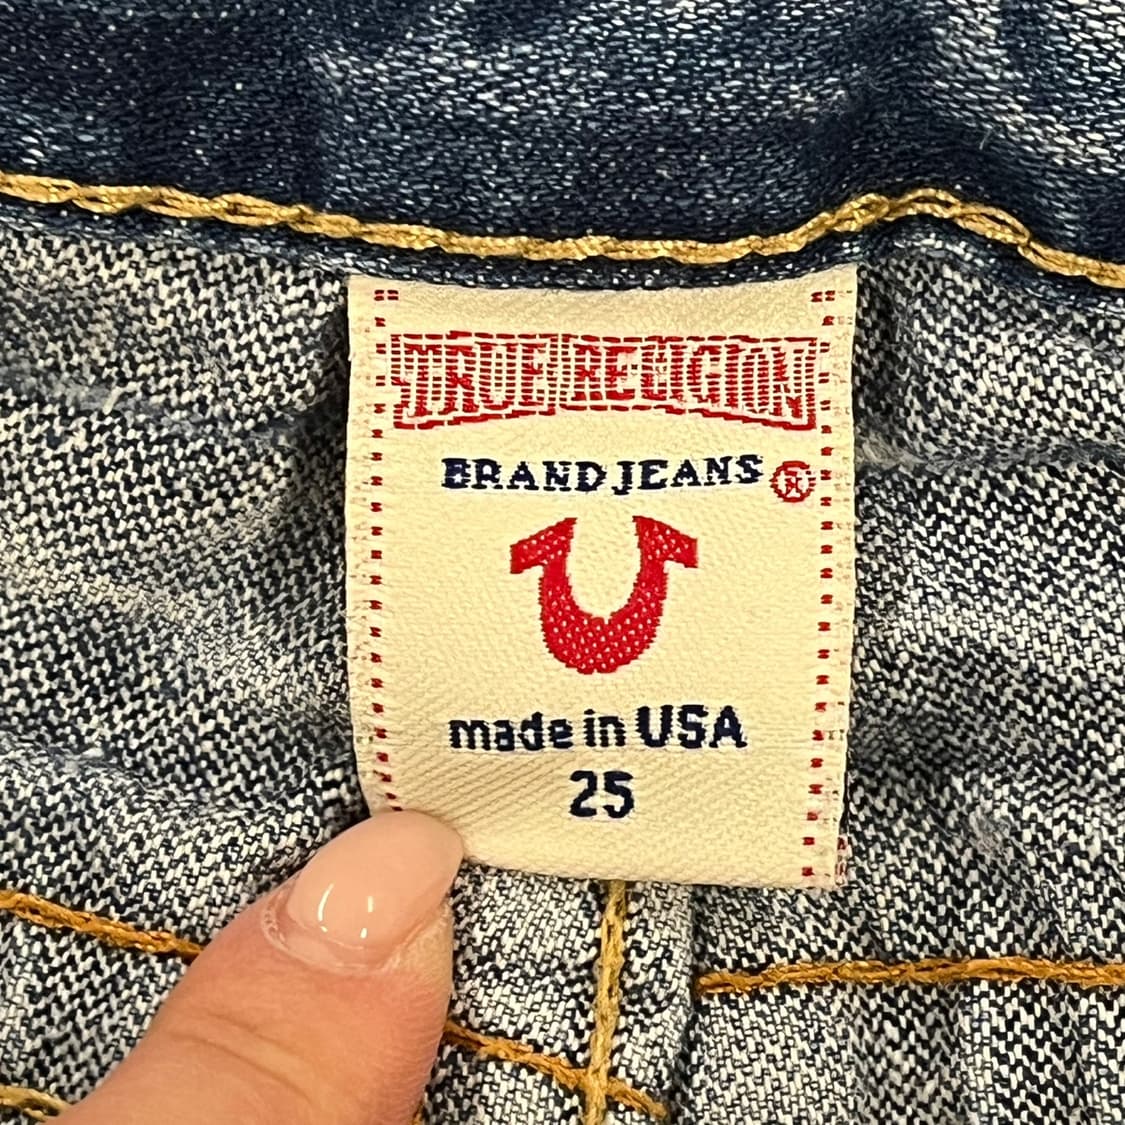 TRUE RELIGION
BRAND JEANS ®
made in USA
25